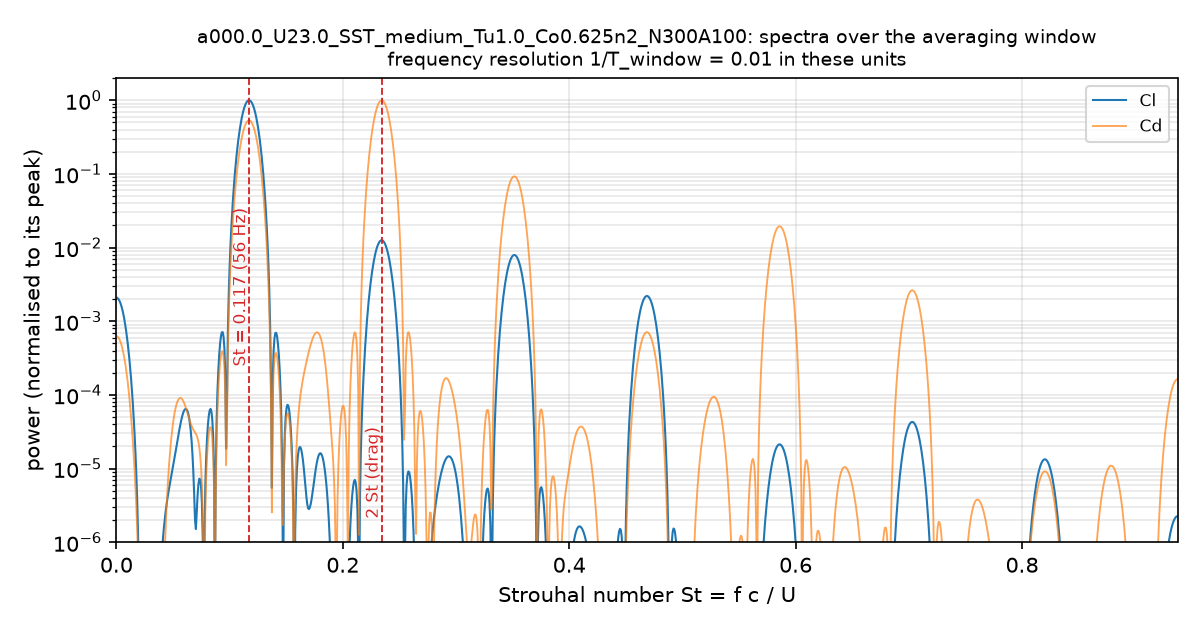 a000.0_U23.0_SST_medium_Tu1.0_Co0.625n2_N300A100: spectra over the averaging window
frequency resolution 1/T_window = 0.01 in these units
Cl
Cd
power (normalised to its peak)
10⁰
10⁻¹
10⁻²
10⁻³
10⁻⁴
10⁻⁵
10⁻⁶
St = 0.117 (56 Hz)
2 St (drag)
0.0 0.2 0.4 0.6 0.8
Strouhal number St = f c / U